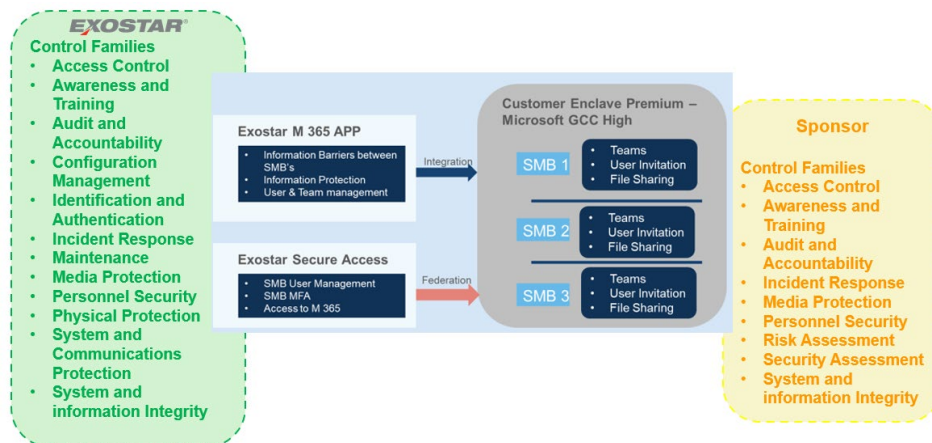 EXOSTAR®
Control Families
• Access Control
• Awareness and
Training
• Audit and
Accountability
• Configuration
Management
• Identification and
Authentication
• Incident Response
• Maintenance
• Media Protection
• Personnel Security
• Physical Protection
• System and
Communications
Protection
• System and
information Integrity
Exostar M 365 APP
• Information Barriers between
SMB's
• Information Protection
• User & Team management
Integration
Exostar Secure Access
• SMB User Management
• SMB MFA
• Access to M 365
Federation
Customer Enclave Premium –
Microsoft GCC High
SMB 1
• Teams
• User Invitation
• File Sharing
SMB 2
• Teams
• User Invitation
• File Sharing
SMB 3
• Teams
• User Invitation
• File Sharing
Sponsor
Control Families
• Access Control
• Awareness and
Training
• Audit and
Accountability
• Incident Response
• Media Protection
• Personnel Security
• Risk Assessment
• Security Assessment
• System and
information Integrity